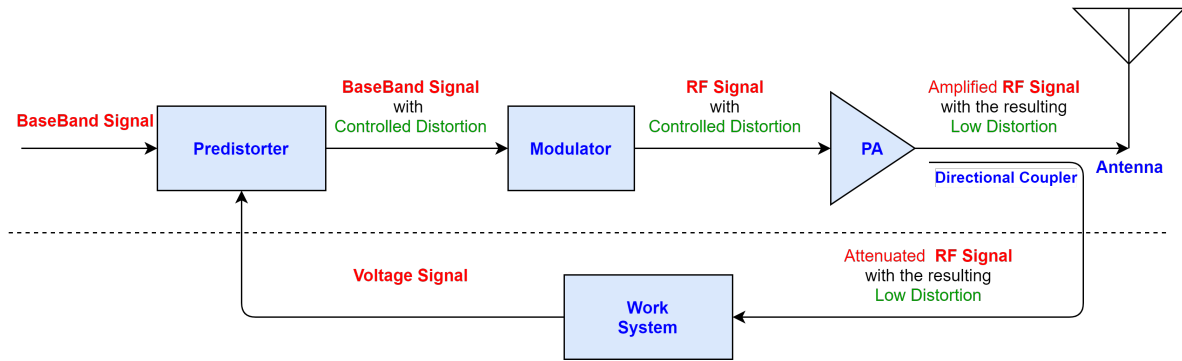 BaseBand Signal
Predistorter
BaseBand Signal
with
Controlled Distortion
Modulator
RF Signal
with
Controlled Distortion
PA
Amplified RF Signal
with the resulting
Low Distortion
Directional Coupler
Antenna
Voltage Signal
Work
System
Attenuated RF Signal
with the resulting
Low Distortion